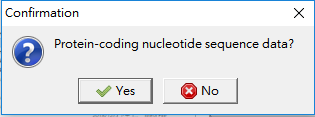 Confirmation
Protein-coding nucleotide sequence data?
Yes
No